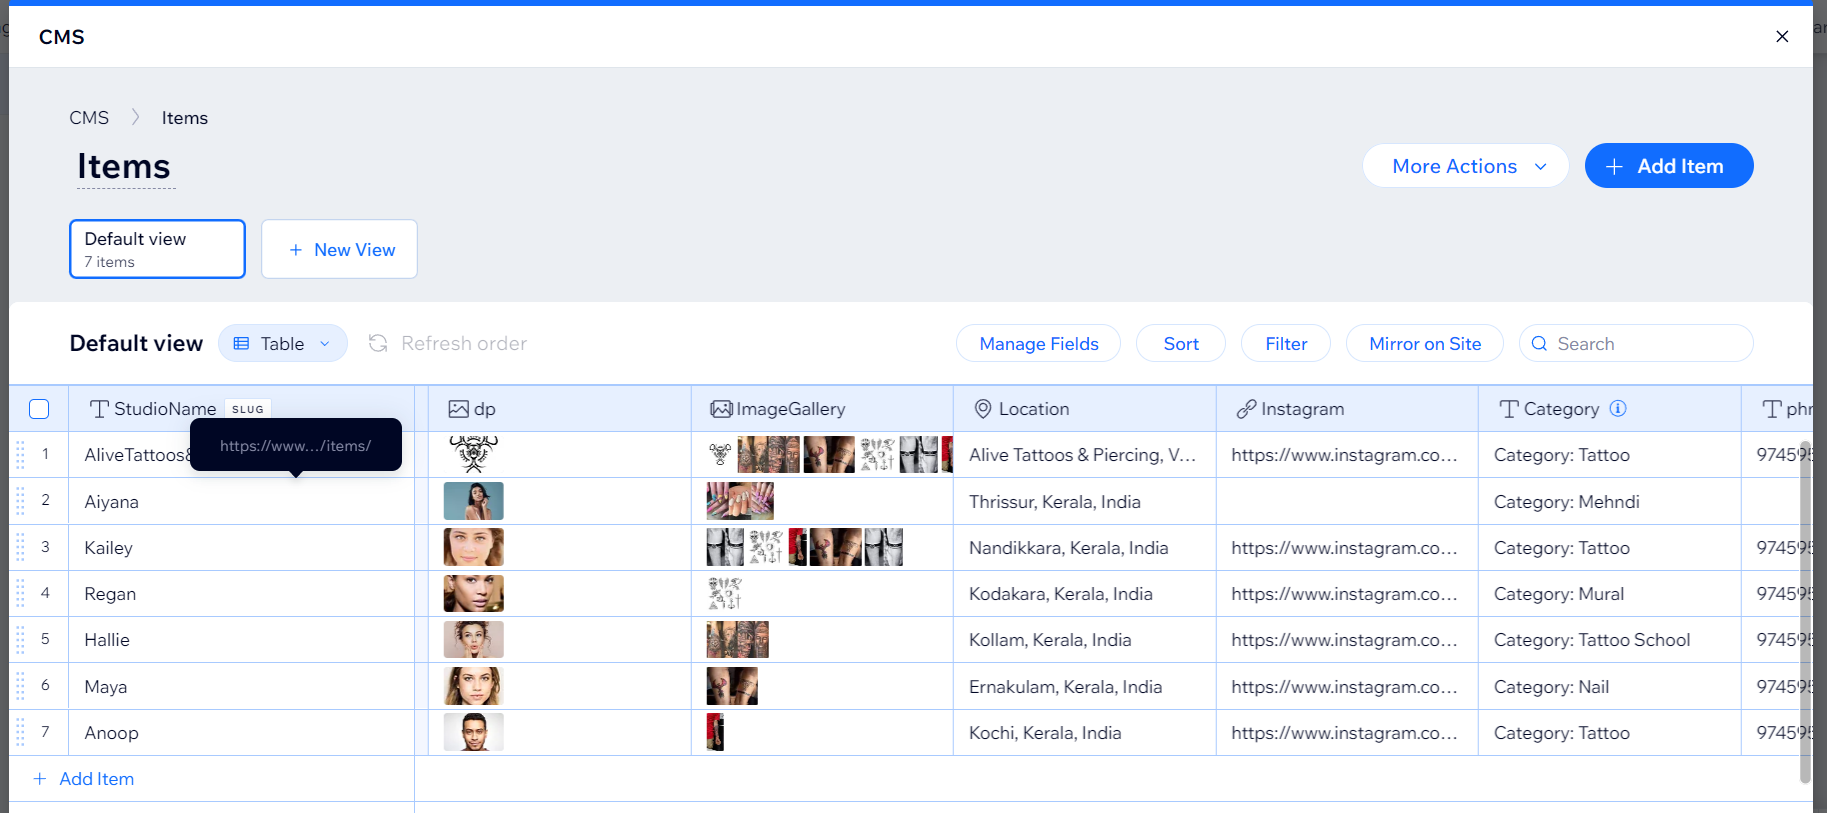 CMS
CMS Items
Items
More Actions
Add Item
Default view
7 items
New View
Default view
Table
Refresh order
Manage Fields
Sort
Filter
Mirror on Site
Search
StudioName SLUG dp ImageGallery Location Instagram Category
https://www.../items/
1 AliveTattoos& Alive Tattoos & Piercing, V... https://www.instagram.co... Category: Tattoo 974595
2 Aiyana Thrissur, Kerala, India Category: Mehndi
3 Kailey Nandikkara, Kerala, India https://www.instagram.co... Category: Tattoo 974595
4 Regan Kodakara, Kerala, India https://www.instagram.co... Category: Mural 974595
5 Hallie Kollam, Kerala, India https://www.instagram.co... Category: Tattoo School 974595
6 Maya Ernakulam, Kerala, India https://www.instagram.co... Category: Nail 974595
7 Anoop Kochi, Kerala, India https://www.instagram.co... Category: Tattoo 974595
Add Item